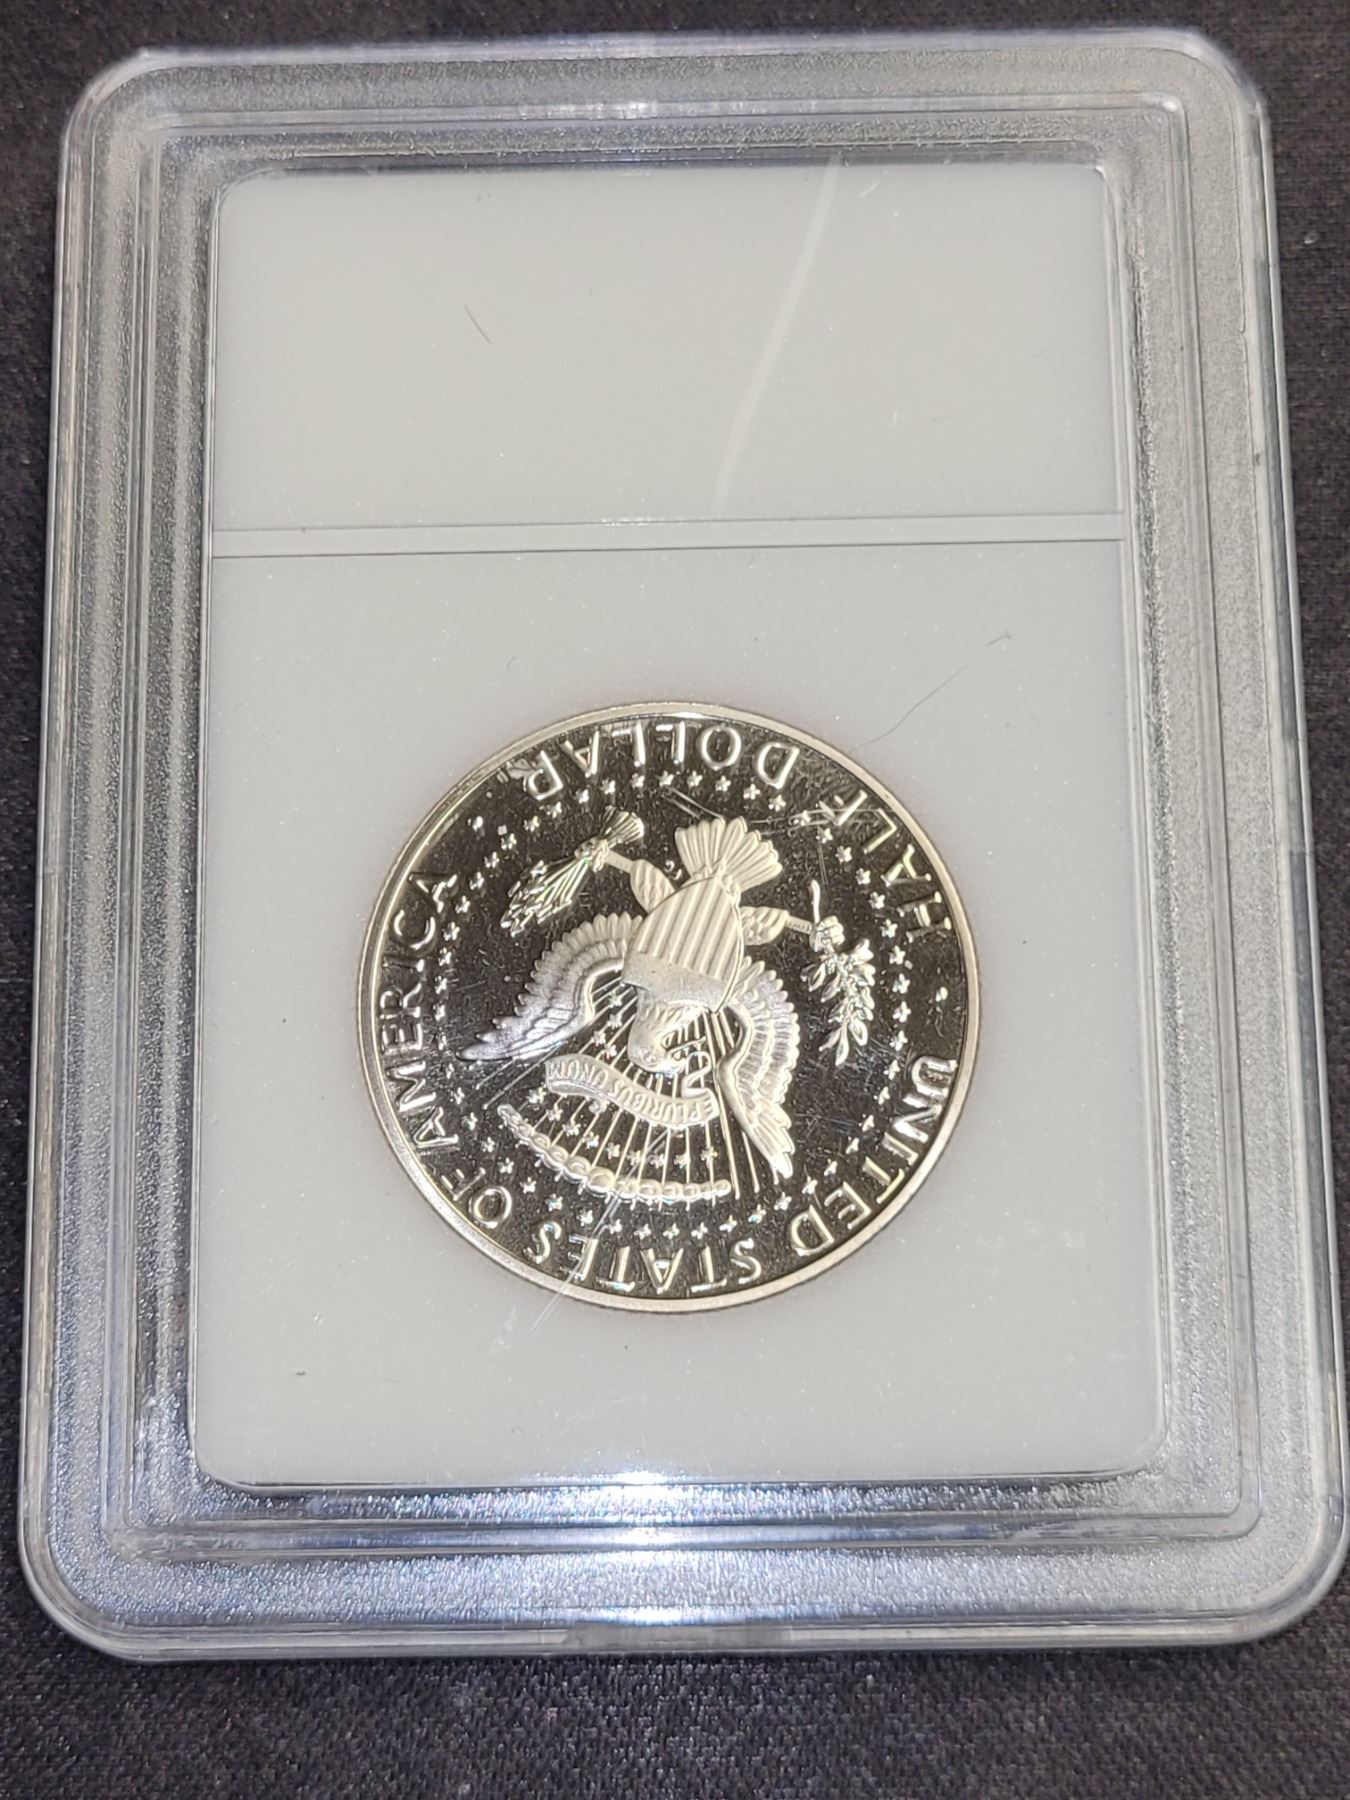 UNITED STATES OF AMERICA
E PLURIBUS UNUM
HALF DOLLAR